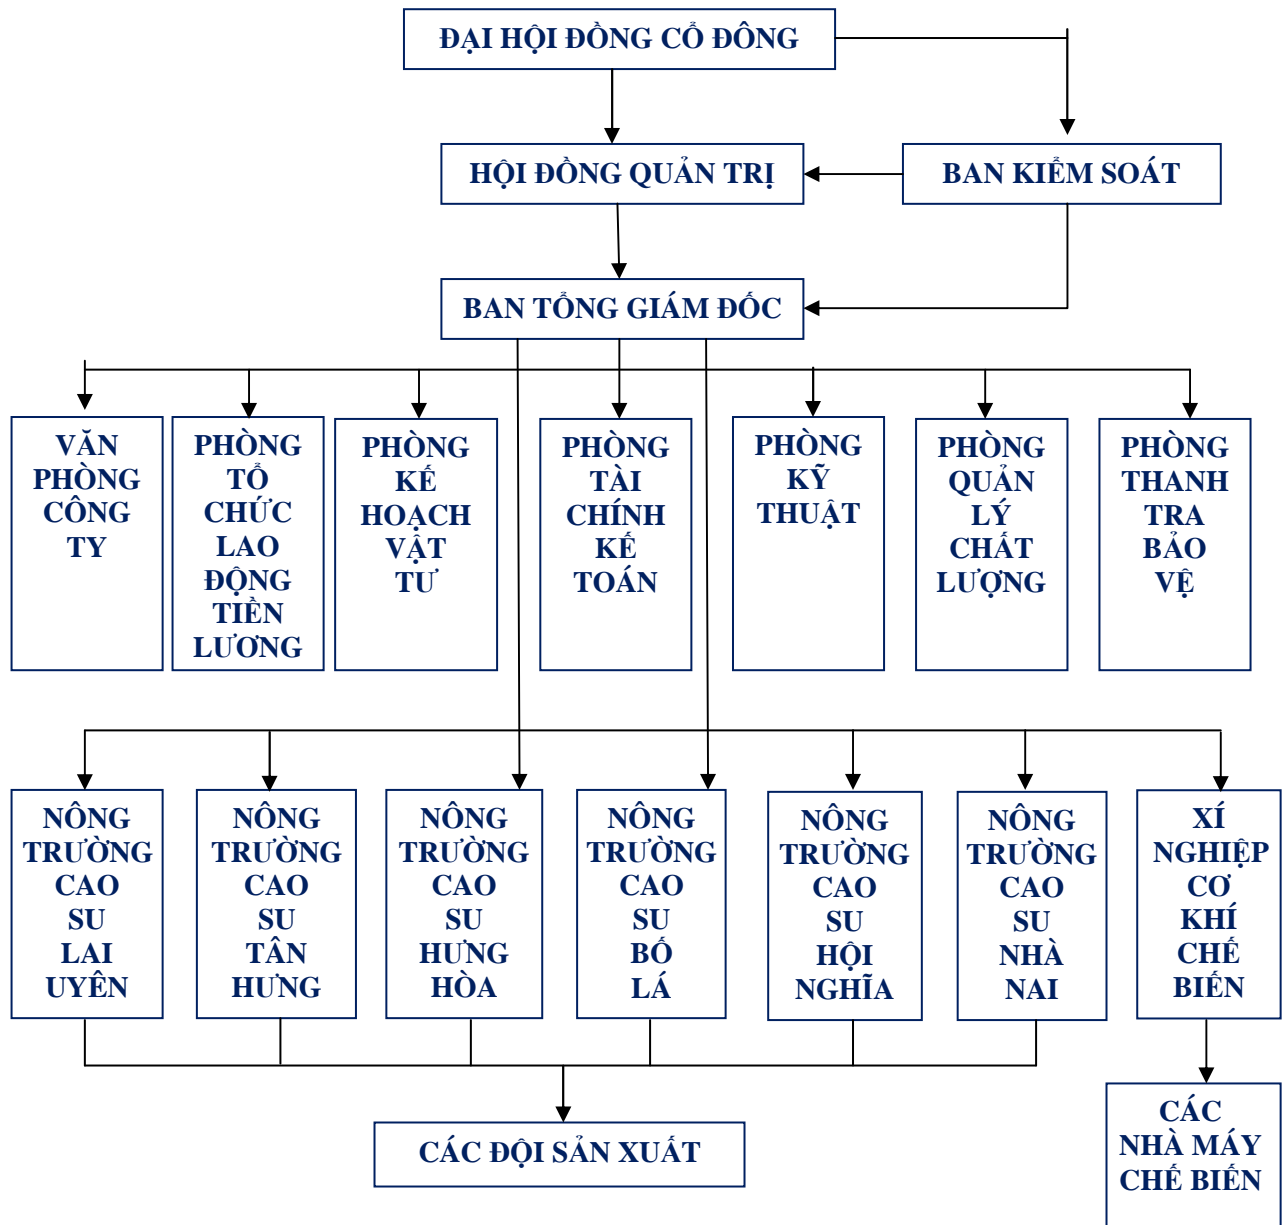 ĐẠI HỘI ĐỒNG CỔ ĐÔNG
HỘI ĐỒNG QUẢN TRỊ
BAN KIỂM SOÁT
BAN TỔNG GIÁM ĐỐC
VĂN
PHÒNG
CÔNG
TY
PHÒNG
TỔ
CHỨC
LAO
ĐỘNG
TIỀN
LƯƠNG
PHÒNG
KẾ
HOẠCH
VẬT
TƯ
PHÒNG
TÀI
CHÍNH
KẾ
TOÁN
PHÒNG
KỸ
THUẬT
PHÒNG
QUẢN
LÝ
CHẤT
LƯỢNG
PHÒNG
THANH
TRA
BẢO
VỆ
NÔNG
TRƯỜNG
CAO
SU
LAI
UYÊN
NÔNG
TRƯỜNG
CAO
SU
TÂN
HƯNG
NÔNG
TRƯỜNG
CAO
SU
HƯNG
HÒA
NÔNG
TRƯỜNG
CAO
SU
BỐ
LÁ
NÔNG
TRƯỜNG
CAO
SU
HỘI
NGHĨA
NÔNG
TRƯỜNG
CAO
SU
NHÀ
NAI
XÍ
NGHIỆP
CƠ
KHÍ
CHẾ
BIẾN
CÁC ĐỘI SẢN XUẤT
CÁC
NHÀ MÁY
CHẾ BIẾN